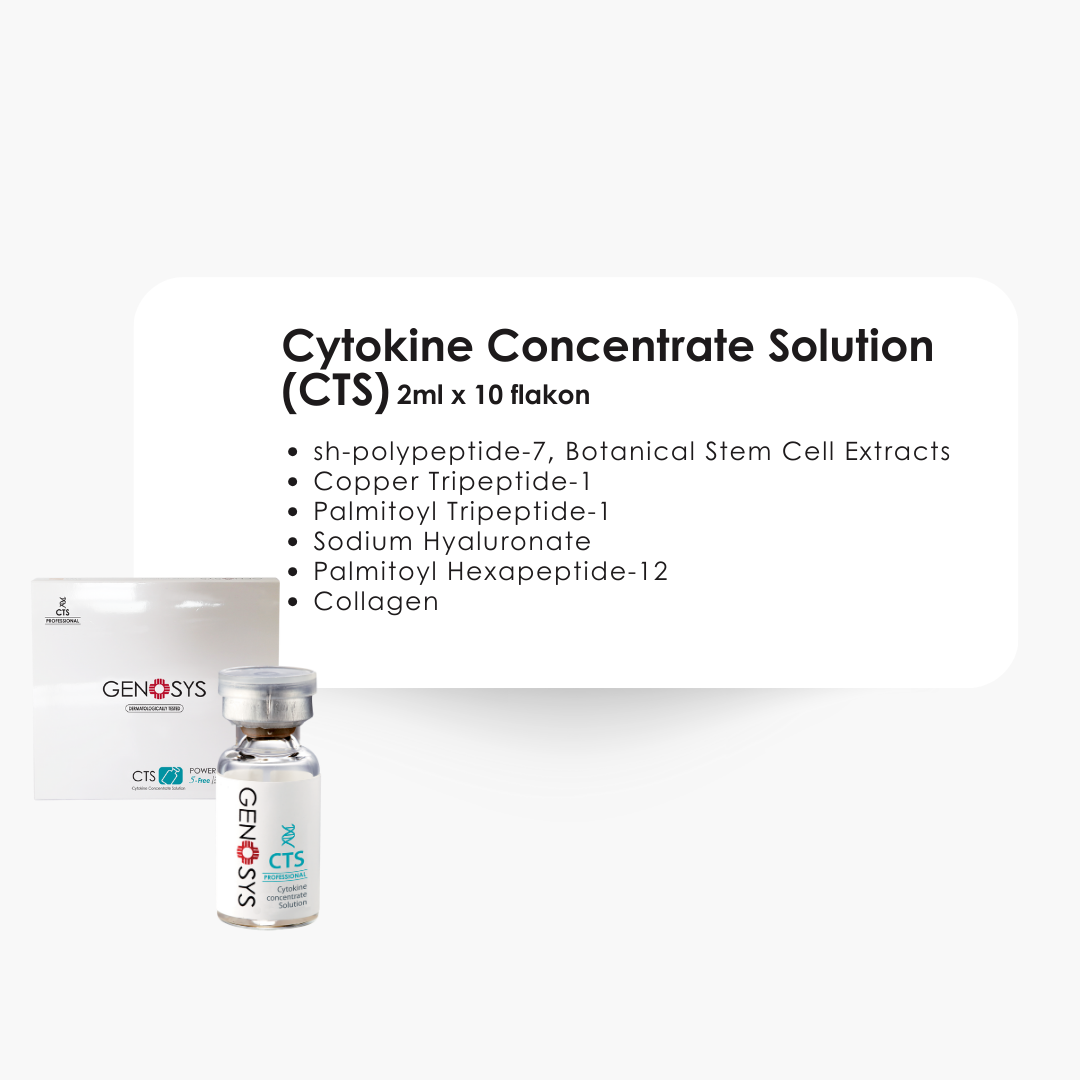 Cytokine Concentrate Solution
(CTS) 2ml x 10 flakon
• sh-polypeptide-7, Botanical Stem Cell Extracts
• Copper Tripeptide-1
• Palmitoyl Tripeptide-1
• Sodium Hyaluronate
• Palmitoyl Hexapeptide-12
• Collagen
CTS
PROFESSIONAL
GENOSYS
DERMATOLOGICALLY TESTED
CTS POWER
Cytokine Concentrate Solution 5-Free
GENOSYS
CTS
PROFESSIONAL
Cytokine
concentrate
Solution